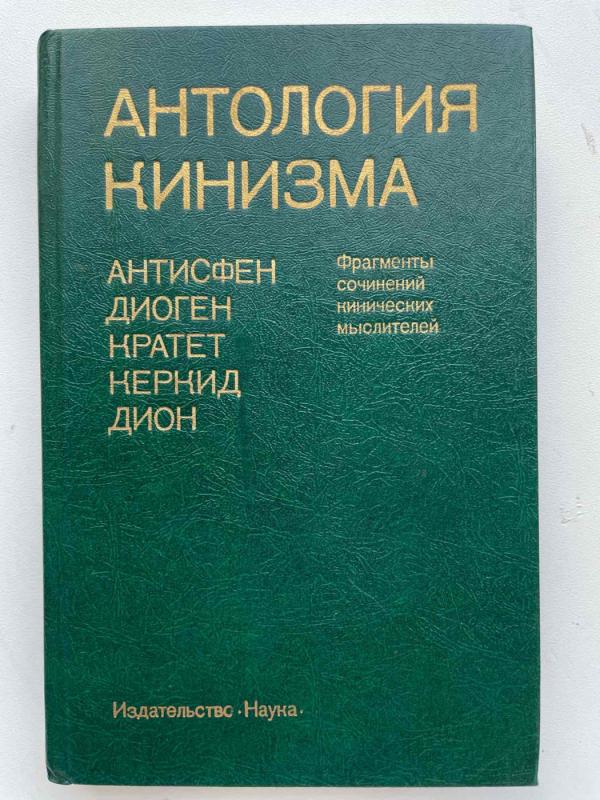 АНТОЛОГИЯ
КИНИЗМА
АНТИСФЕН
ДИОГЕН
КРАТЕТ
КЕРКИД
ДИОН
Фрагменты
сочинений
кинических
мыслителей
Издательство ·Наука·